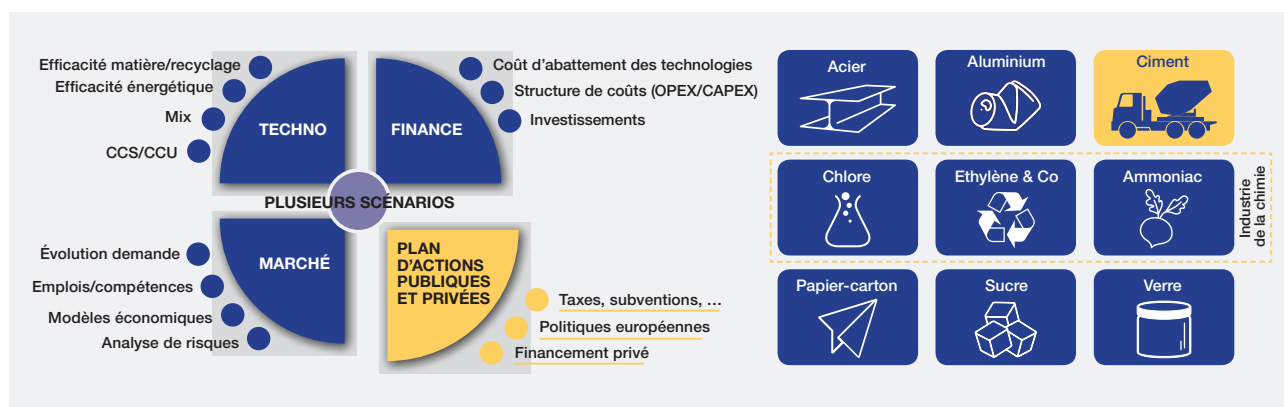 Efficacité matière/recyclage
Efficacité énergétique
Mix
CCS/CCU
TECHNO
FINANCE
Coût d'abattement des technologies
Structure de coûts (OPEX/CAPEX)
Investissements
PLUSIEURS SCÉNARIOS
Évolution demande
Emplois/compétences
Modèles économiques
Analyse de risques
MARCHÉ
PLAN
D'ACTIONS
PUBLIQUES
ET PRIVÉES
Taxes, subventions, …
Politiques européennes
Financement privé
Acier
Aluminium
Ciment
Chlore
Ethylène & Co
Ammoniac
Industrie
de la chimie
Papier-carton
Sucre
Verre